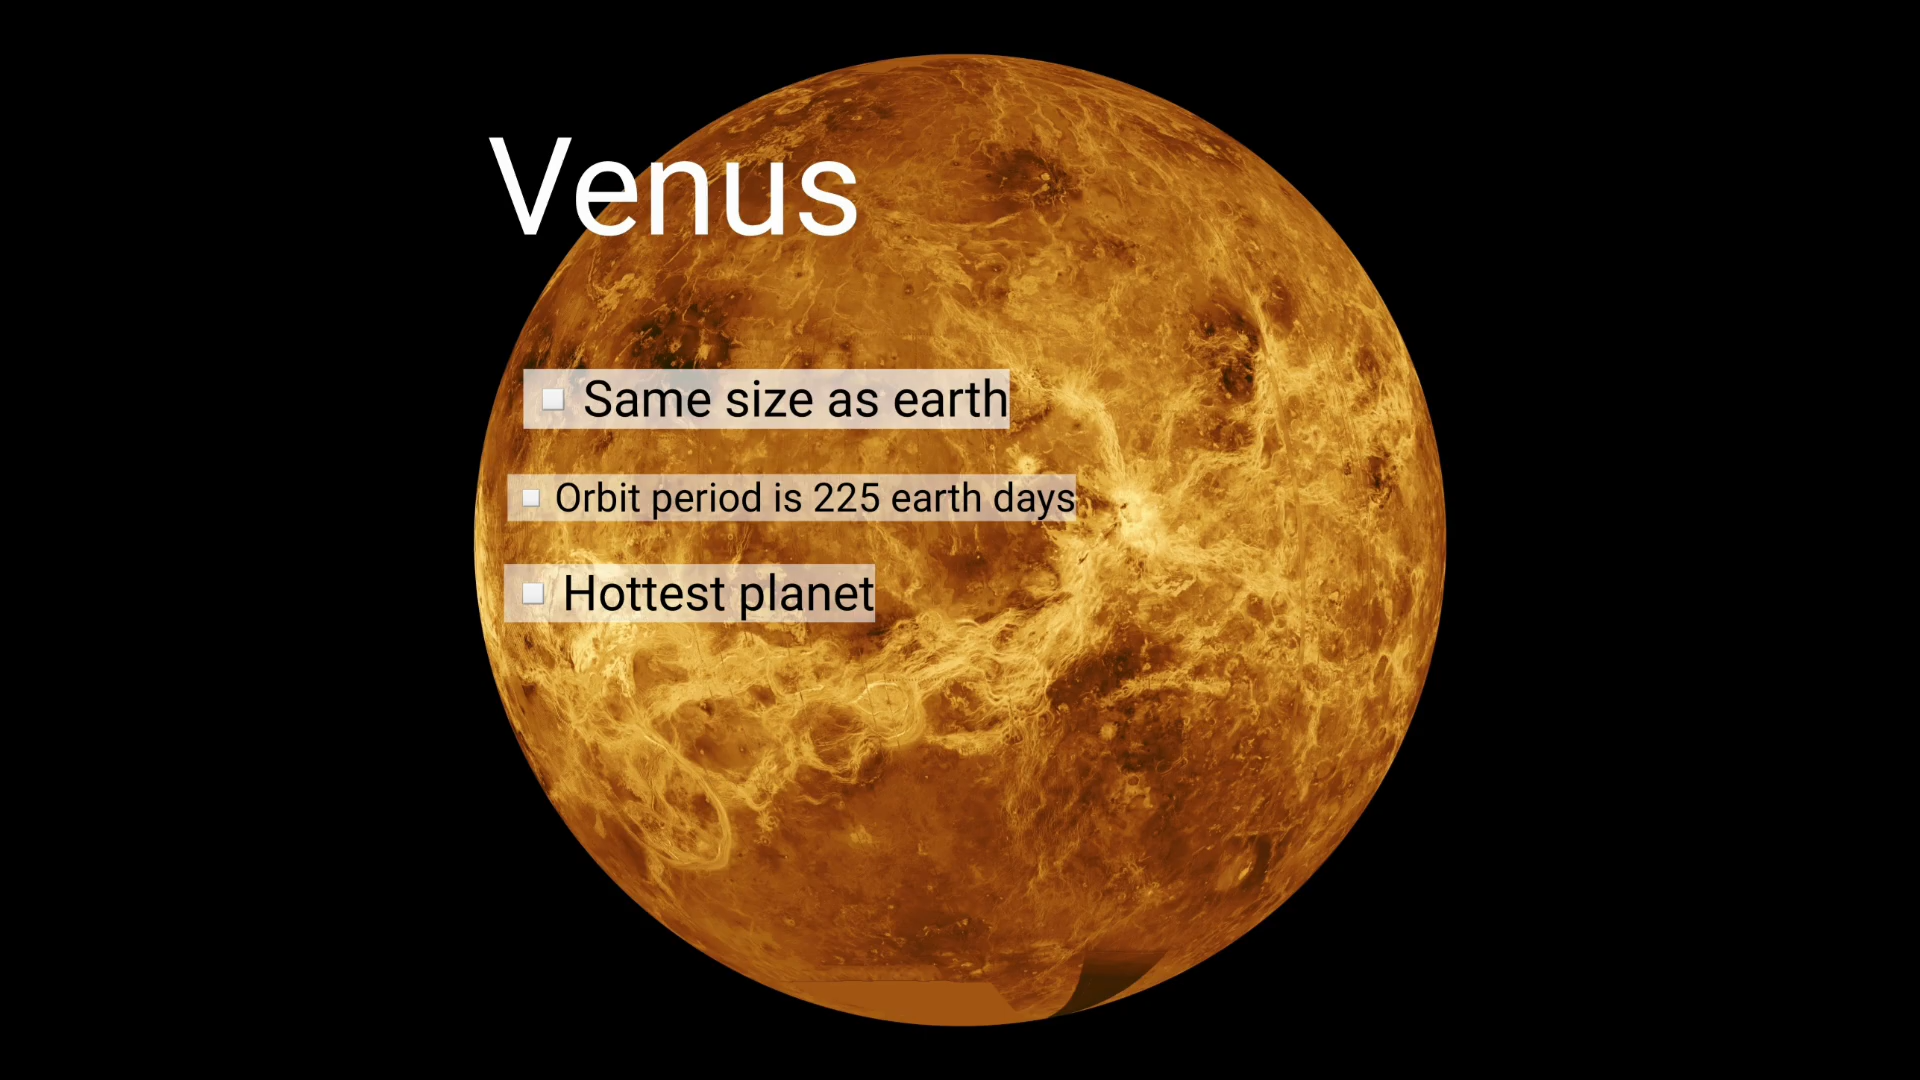 Venus
Same size as earth
Orbit period is 225 earth days
Hottest planet